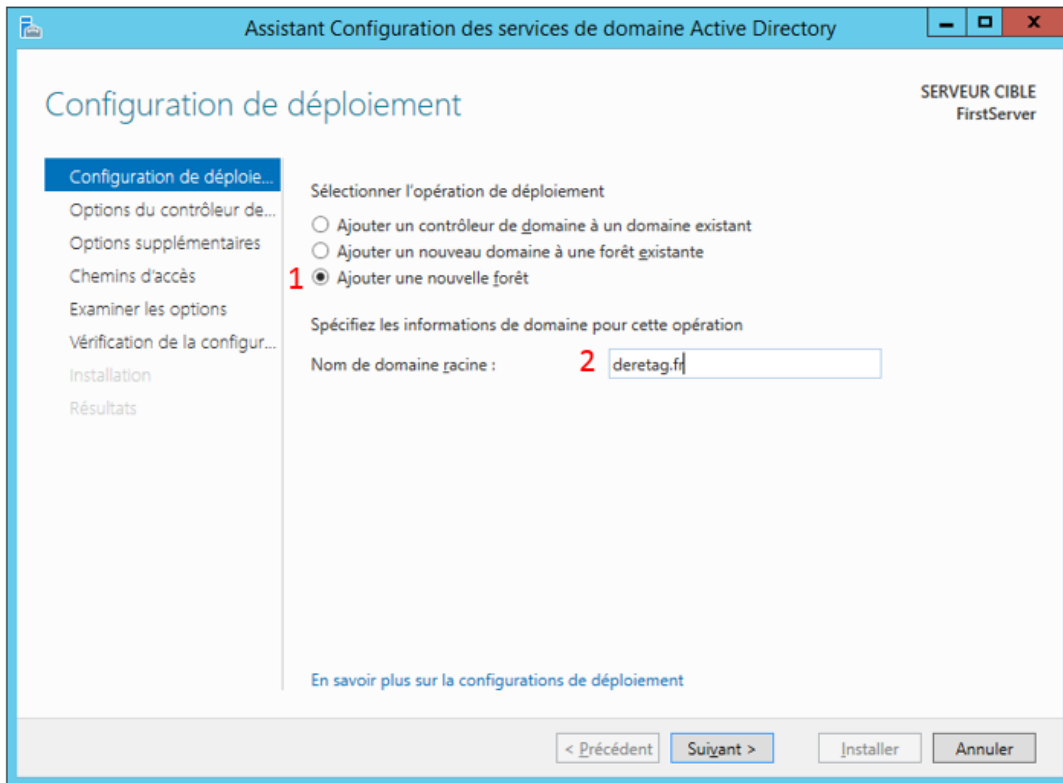 Assistant Configuration des services de domaine Active Directory
Configuration de déploiement
SERVEUR CIBLE
FirstServer
Configuration de déploie...
Options du contrôleur de...
Options supplémentaires
Chemins d'accès
Examiner les options
Vérification de la configur...
Installation
Résultats
Sélectionner l'opération de déploiement
Ajouter un contrôleur de domaine à un domaine existant
Ajouter un nouveau domaine à une forêt existante
1 Ajouter une nouvelle forêt
Spécifiez les informations de domaine pour cette opération
Nom de domaine racine : 2 deretag.fr
En savoir plus sur la configurations de déploiement
< Précédent Suivant > Installer Annuler